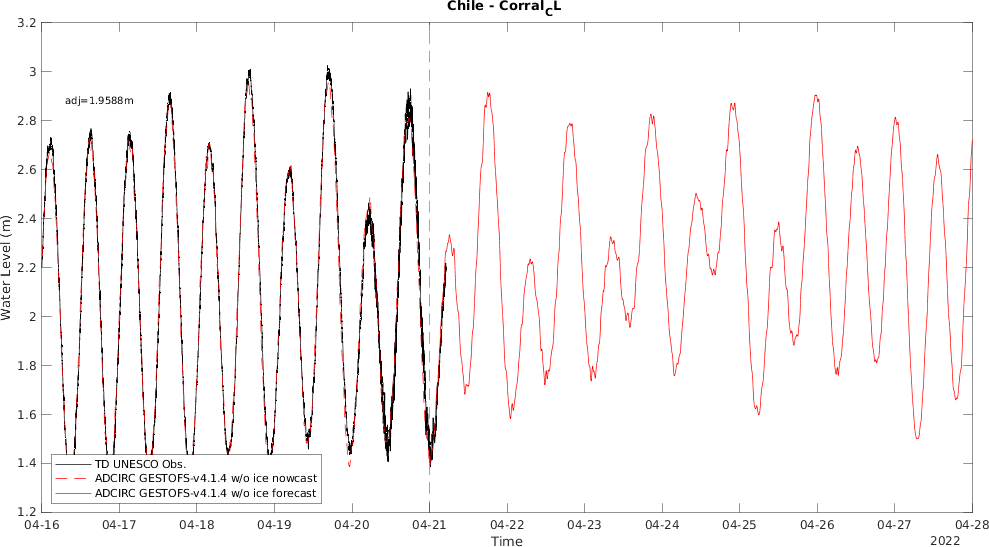 Chile - Corral_CL
3.2
3
adj=1.9588m
2.8
2.6
2.4
2.2
2
1.8
1.6
1.4
1.2
Water Level (m)
TD UNESCO Obs.
ADCIRC GESTOFS-v4.1.4 w/o ice nowcast
ADCIRC GESTOFS-v4.1.4 w/o ice forecast
04-16 04-17 04-18 04-19 04-20 04-21 04-22 04-23 04-24 04-25 04-26 04-27 04-28
Time
2022